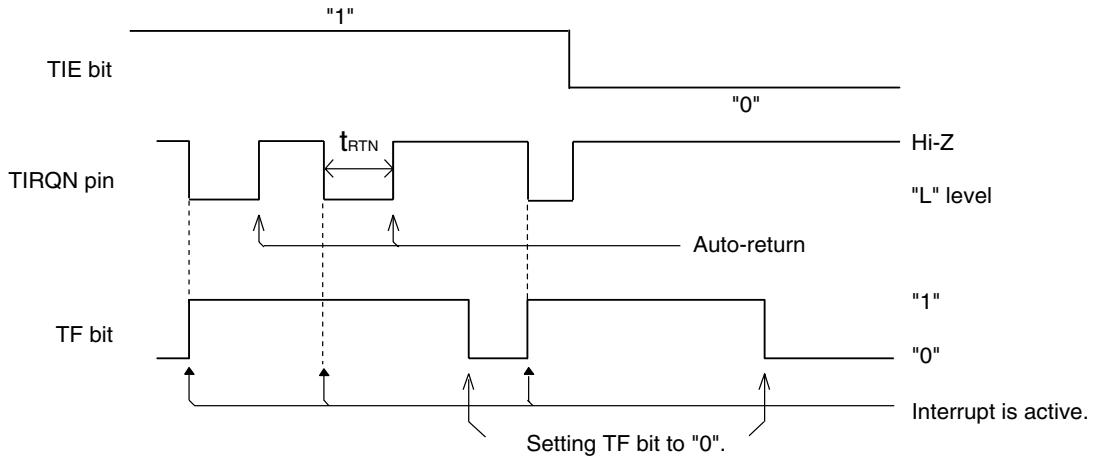 "1"
TIE bit
"0"
tRTN
Hi-Z
TIRQN pin
"L" level
Auto-return
"1"
TF bit
"0"
Interrupt is active.
Setting TF bit to "0".